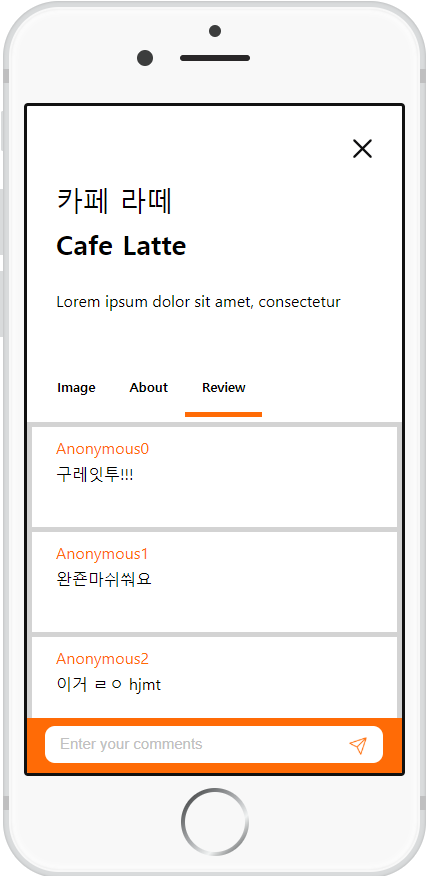 카페 라떼
Cafe Latte
Lorem ipsum dolor sit amet, consectetur
Image About Review
Anonymous0
구레잇투!!!
Anonymous1
완죤마쉬쒀요
Anonymous2
이거 ㄹㅇ hjmt
Enter your comments